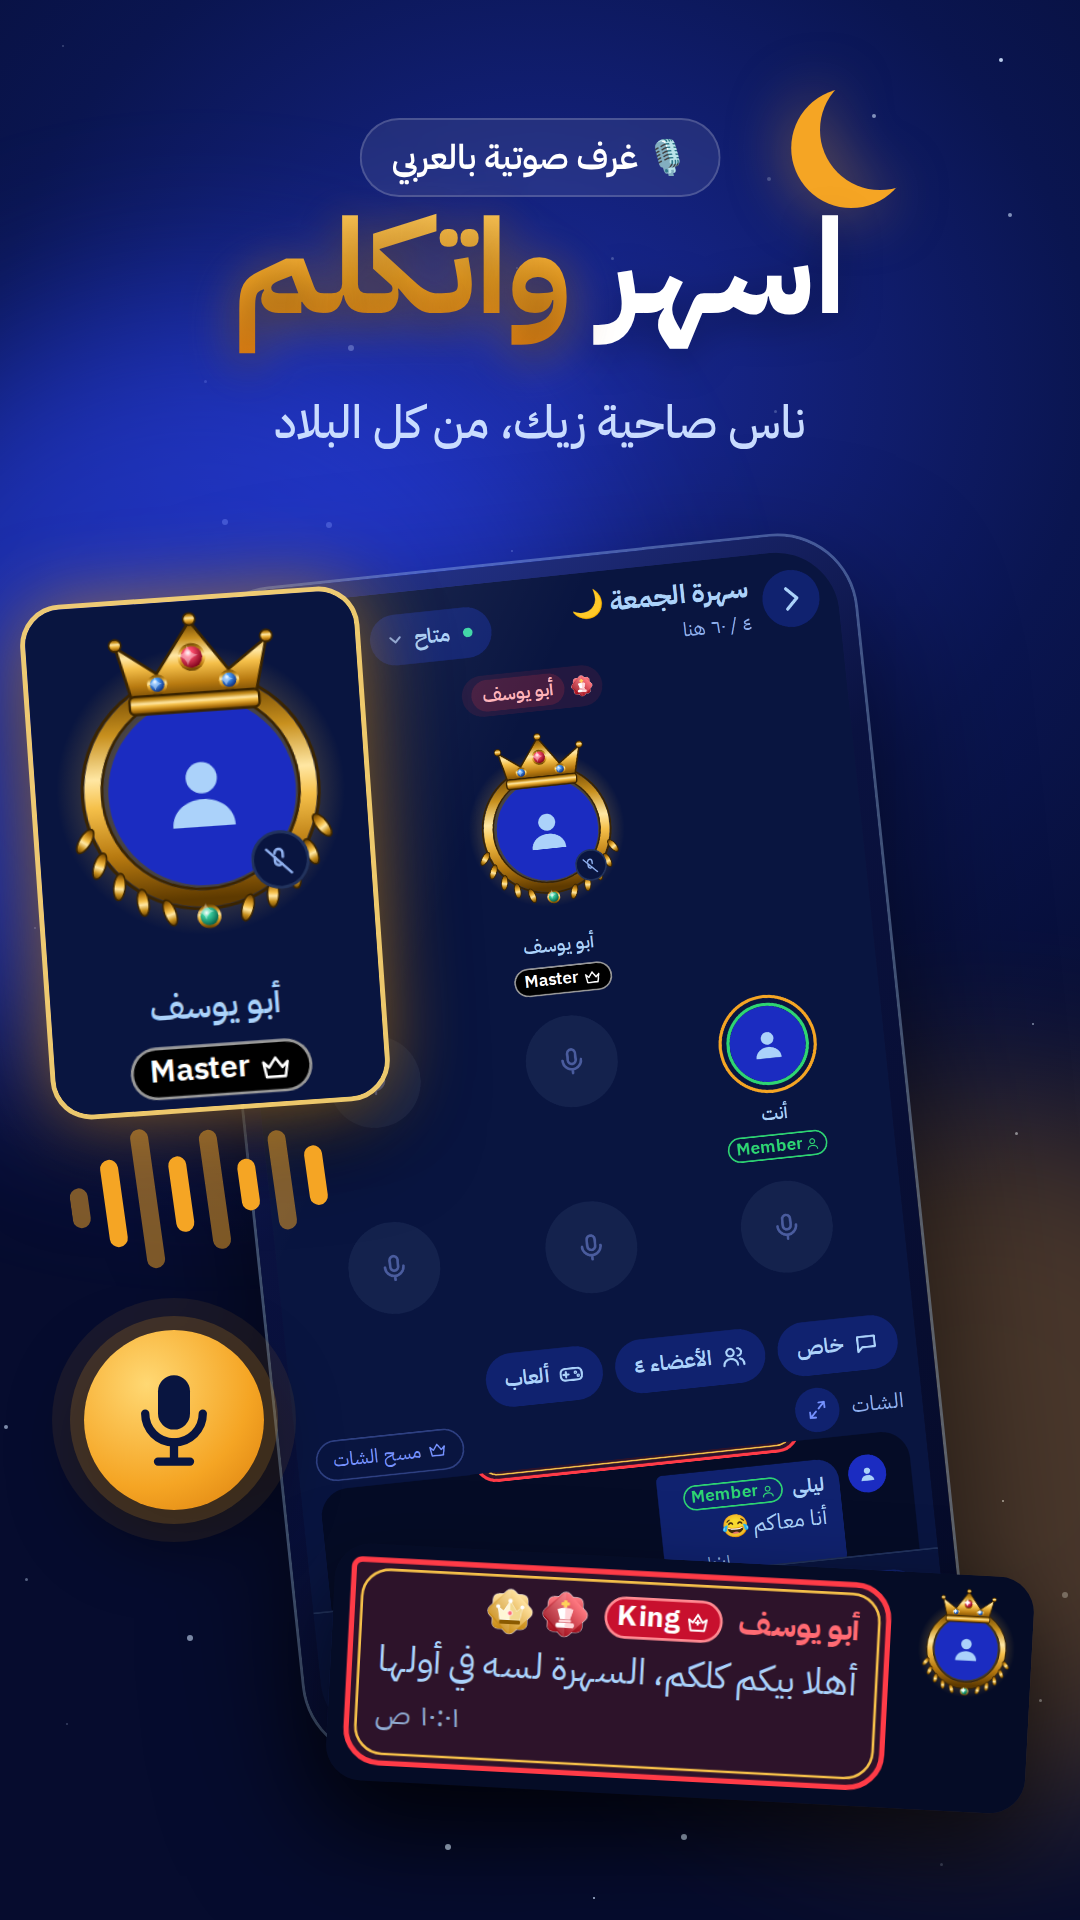 غرف صوتية بالعربي
اسهر واتكلم
ناس صاحية زيك، من كل البلاد
سهرة الجمعة
٤ / ٦٠ هنا
متاح
أبو يوسف
أبو يوسف
Master
أبو يوسف
Master
أنت
Member
خاص
الأعضاء ٤
ألعاب
الشات
مسح الشات
ليلى Member
أنا معاكم 😂
أبو يوسف King
أهلا بيكم كلكم، السهرة لسه في أولها
١٠:٠١ ص